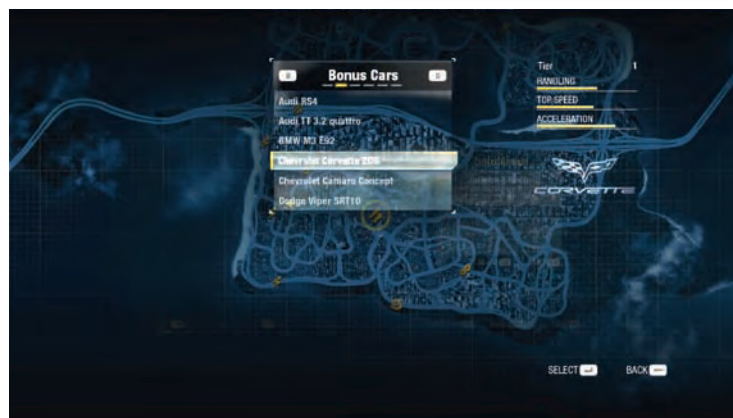 Bonus Cars
Audi RS4
Audi TT 3.2 quattro
BMW M3 E92
Chevrolet Corvette Z06
Chevrolet Camaro Concept
Dodge Viper SRT10
Tier 1
HANDLING
TOP SPEED
ACCELERATION
CORVETTE
SELECT
BACK